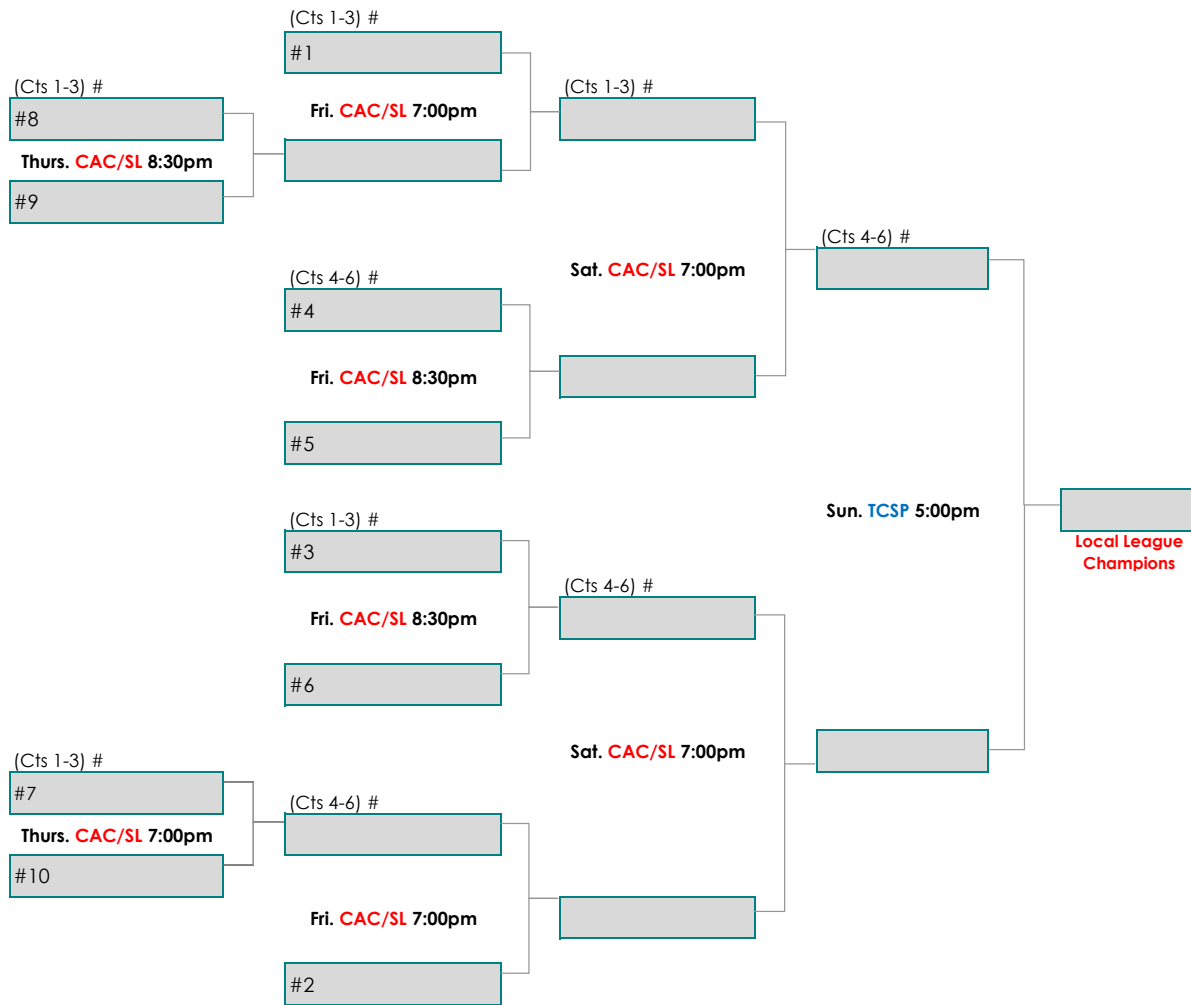 (Cts 1-3) #
#1
(Cts 1-3) #
(Cts 1-3) #
#8
Fri. CAC/SL 7:00pm
Thurs. CAC/SL 8:30pm
#9
(Cts 4-6) #
Sat. CAC/SL 7:00pm
(Cts 4-6) #
#4
Fri. CAC/SL 8:30pm
#5
Sun. TCSP 5:00pm
(Cts 1-3) #
#3
Local League
Champions
(Cts 4-6) #
Fri. CAC/SL 8:30pm
#6
Sat. CAC/SL 7:00pm
(Cts 1-3) #
#7
(Cts 4-6) #
Thurs. CAC/SL 7:00pm
#10
Fri. CAC/SL 7:00pm
#2